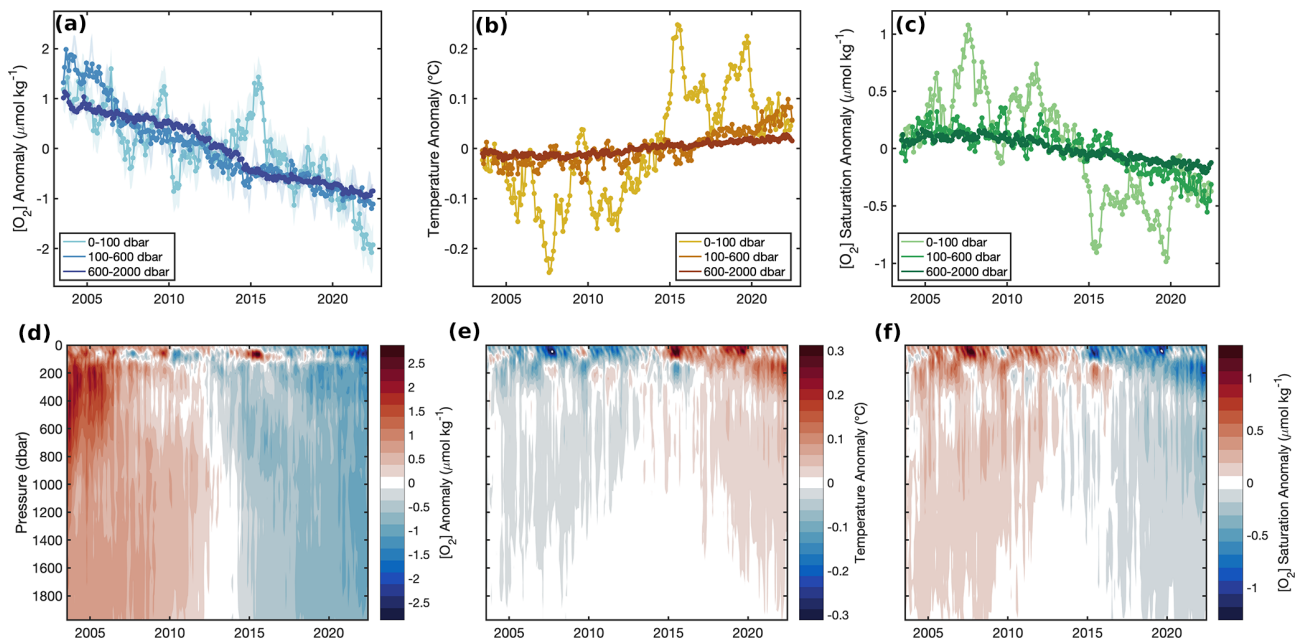 (a)
[O2] Anomaly (μmol kg-1)
2
1
0
-1
-2
0-100 dbar
100-600 dbar
600-2000 dbar
2005 2010 2015 2020
(b)
Temperature Anomaly (°C)
0.2
0.1
0
-0.1
-0.2
0-100 dbar
100-600 dbar
600-2000 dbar
2005 2010 2015 2020
(c)
[O2] Saturation Anomaly (μmol kg-1)
1
0.5
0
-0.5
-1
0-100 dbar
100-600 dbar
600-2000 dbar
2005 2010 2015 2020
(d)
Pressure (dbar)
0
200
400
600
800
1000
1200
1400
1600
1800
2005 2010 2015 2020
2.5
2
1.5
1
0.5
0
-0.5
-1
-1.5
-2
-2.5
[O2] Anomaly (μmol kg-1)
(e)
2005 2010 2015 2020
0.3
0.2
0.1
0
-0.1
-0.2
-0.3
Temperature Anomaly (°C)
(f)
2005 2010 2015 2020
1
0.5
0
-0.5
-1
[O2] Saturation Anomaly (μmol kg-1)